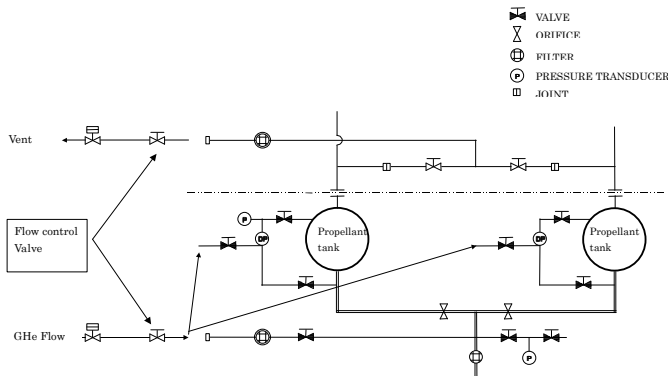 VALVE
ORIFICE
FILTER
P
PRESSURE TRANSDUCER
JOINT
Vent
Flow control
Valve
P
DP
Propellant
tank
DP
Propellant
tank
GHe Flow
P